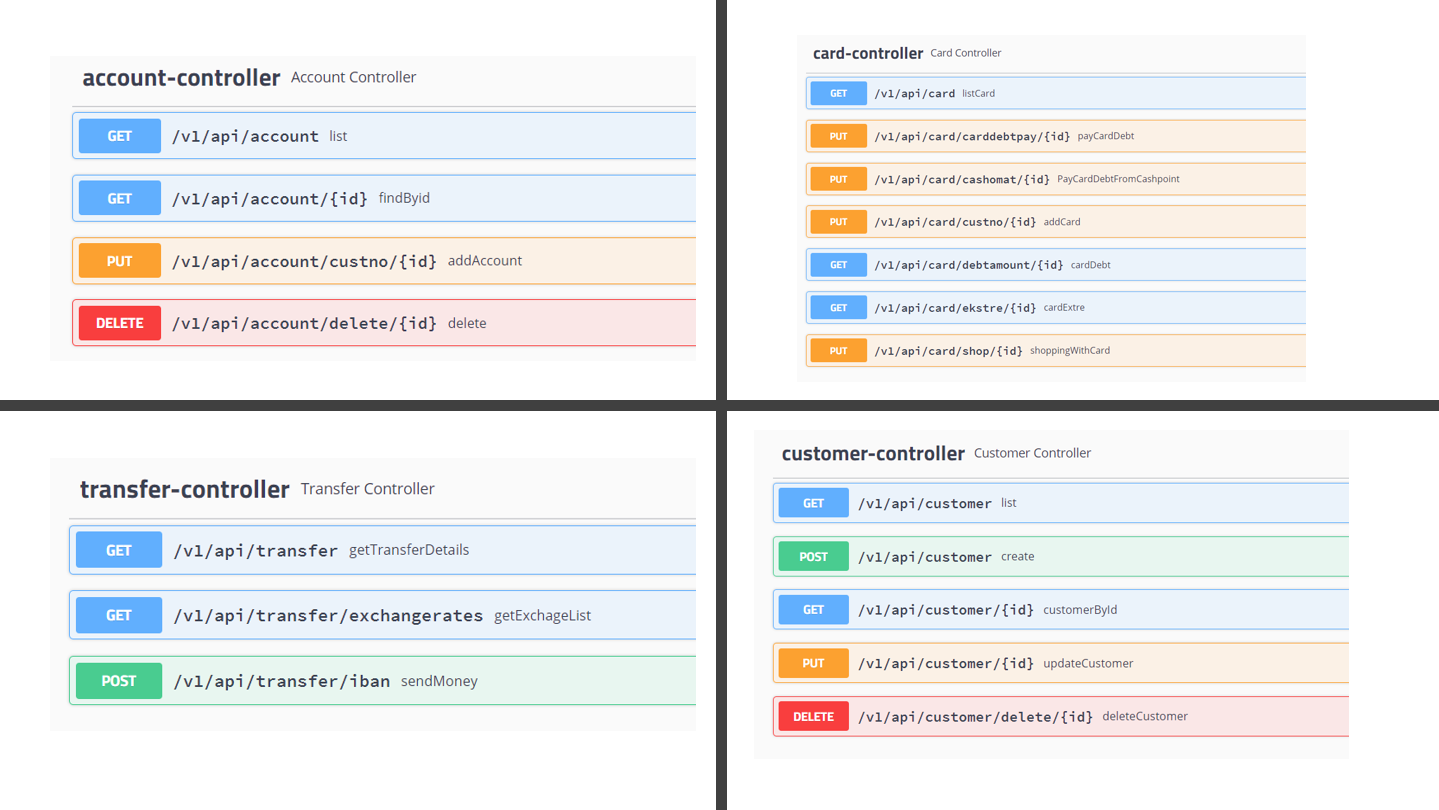 account-controller Account Controller
GET /v1/api/account list
GET /v1/api/account/{id} findByid
PUT /v1/api/account/custno/{id} addAccount
DELETE /v1/api/account/delete/{id} delete
card-controller Card Controller
GET /v1/api/card listCard
PUT /v1/api/card/carddebtpay/{id} payCardDebt
PUT /v1/api/card/cashomat/{id} PayCardDebtFromCashpoint
PUT /v1/api/card/custno/{id} addCard
GET /v1/api/card/debtamount/{id} cardDebt
GET /v1/api/card/ekstre/{id} cardExtre
PUT /v1/api/card/shop/{id} shoppingWithCard
transfer-controller Transfer Controller
GET /v1/api/transfer getTransferDetails
GET /v1/api/transfer/exchangerates getExchageList
POST /v1/api/transfer/iban sendMoney
customer-controller Customer Controller
GET /v1/api/customer list
POST /v1/api/customer create
GET /v1/api/customer/{id} customerById
PUT /v1/api/customer/{id} updateCustomer
DELETE /v1/api/customer/delete/{id} deleteCustomer